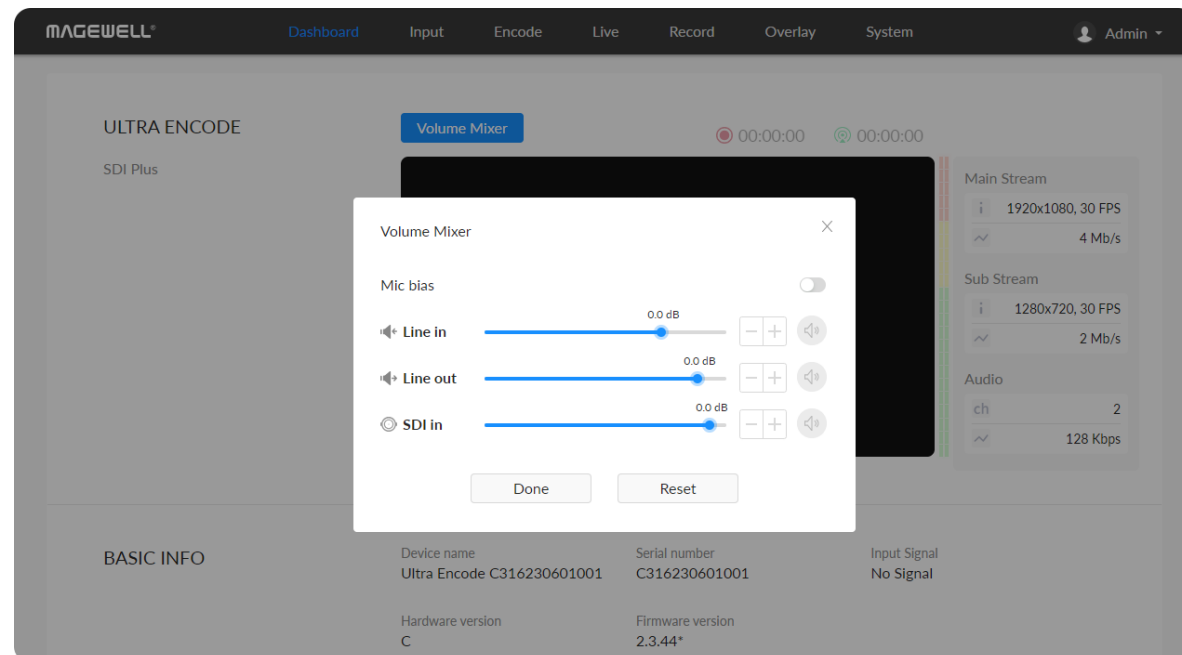 MAGEWELL®
Dashboard Input Encode Live Record Overlay System Admin
ULTRA ENCODE
SDI Plus
Volume Mixer
00:00:00 00:00:00
Main Stream
i 1920x1080, 30 FPS
4 Mb/s
Sub Stream
i 1280x720, 30 FPS
2 Mb/s
Audio
ch 2
128 Kbps
Volume Mixer
Mic bias
0.0 dB
Line in
0.0 dB
Line out
0.0 dB
SDI in
Done Reset
BASIC INFO
Device name Serial number Input Signal
Ultra Encode C316230601001 C316230601001 No Signal
Hardware version Firmware version
C 2.3.44*